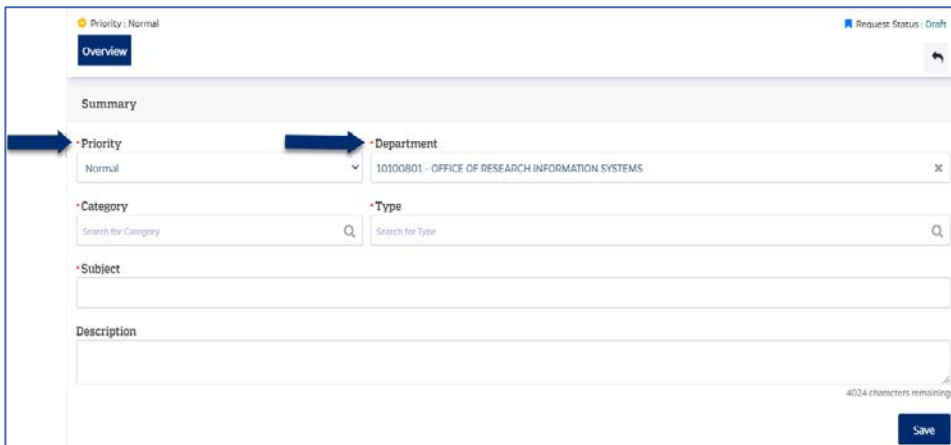 Priority : Normal Request Status : Draft
Overview
Summary
*Priority *Department
Normal 10100801 - OFFICE OF RESEARCH INFORMATION SYSTEMS
*Category *Type
Search for Category Search for Type
*Subject
Description
4024 characters remaining
Save